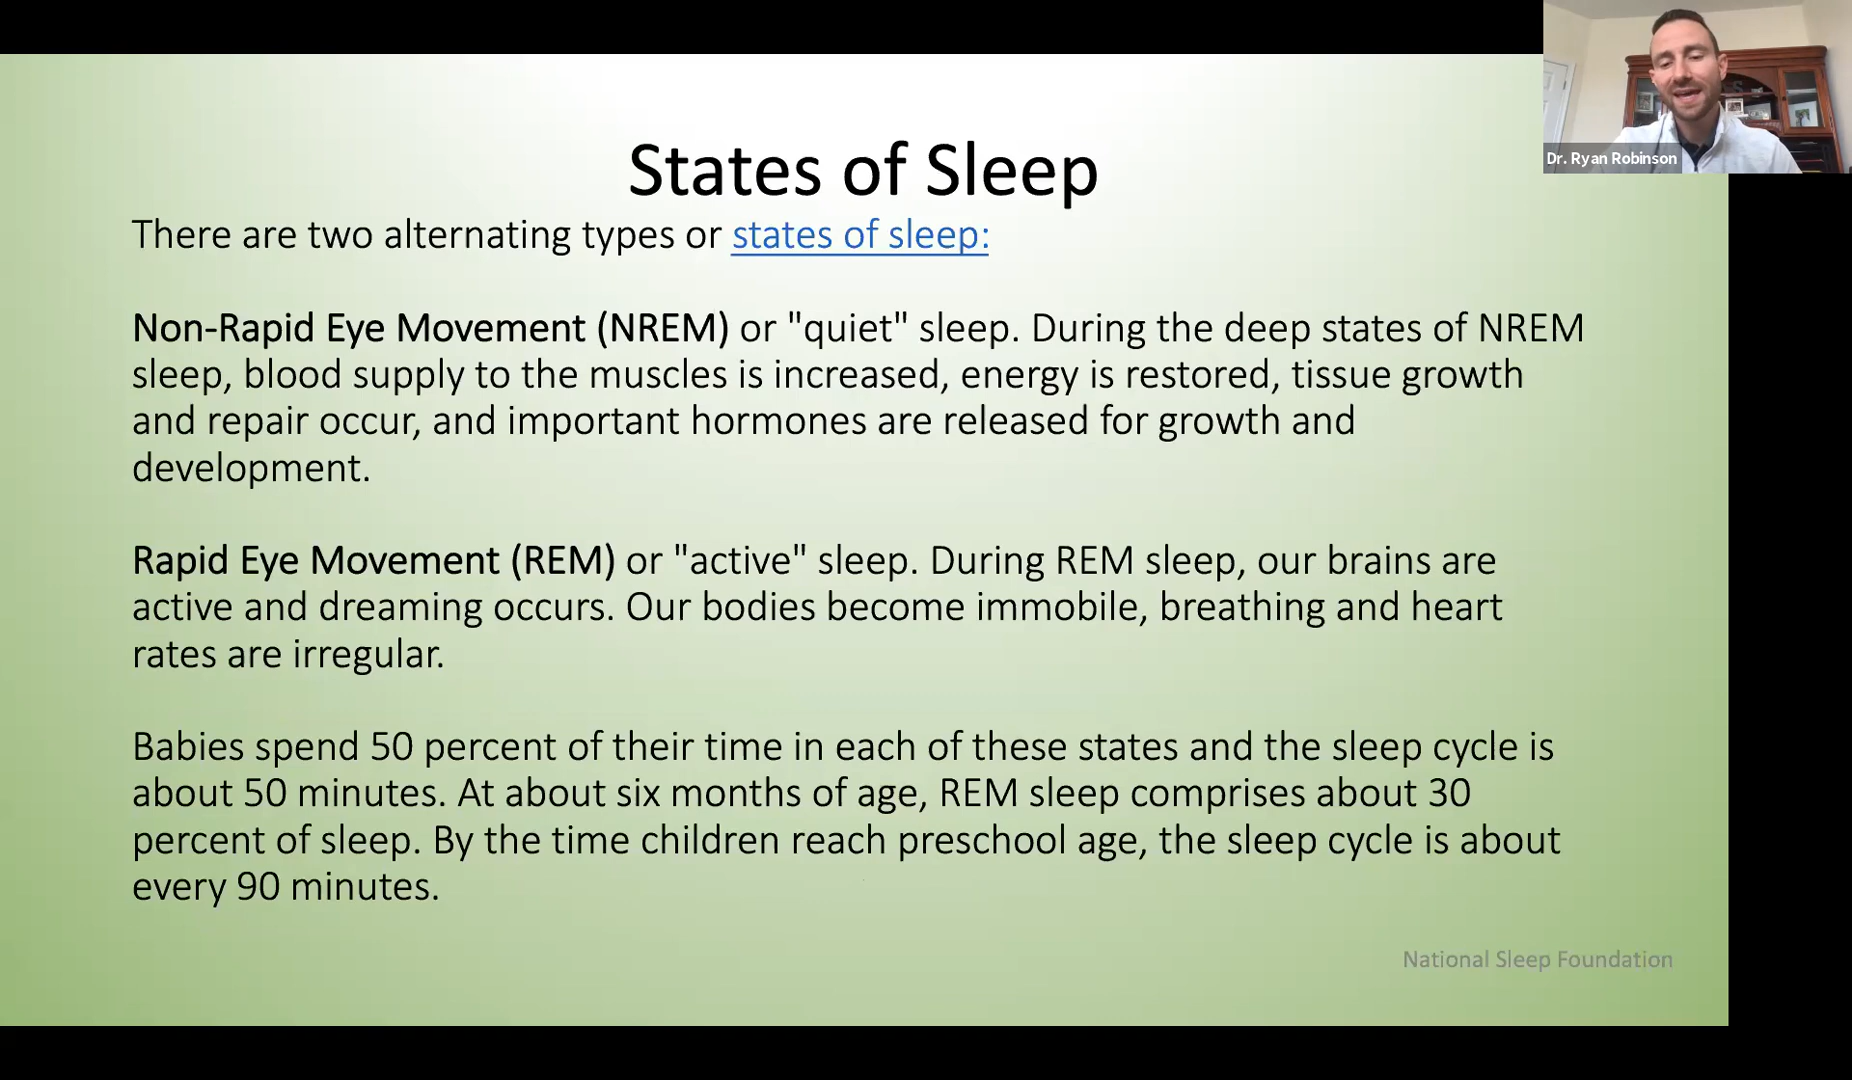 Dr. Ryan Robinson
States of Sleep
There are two alternating types or states of sleep:
Non-Rapid Eye Movement (NREM) or "quiet" sleep. During the deep states of NREM
sleep, blood supply to the muscles is increased, energy is restored, tissue growth
and repair occur, and important hormones are released for growth and
development.
Rapid Eye Movement (REM) or "active" sleep. During REM sleep, our brains are
active and dreaming occurs. Our bodies become immobile, breathing and heart
rates are irregular.
Babies spend 50 percent of their time in each of these states and the sleep cycle is
about 50 minutes. At about six months of age, REM sleep comprises about 30
percent of sleep. By the time children reach preschool age, the sleep cycle is about
every 90 minutes.
National Sleep Foundation